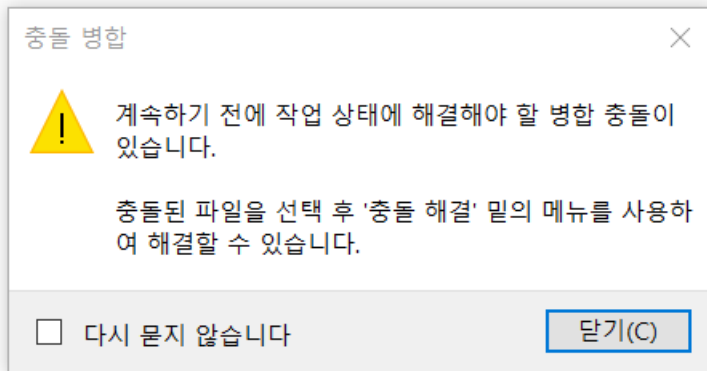 충돌 병합
계속하기 전에 작업 상태에 해결해야 할 병합 충돌이
있습니다.
충돌된 파일을 선택 후 '충돌 해결' 밑의 메뉴를 사용하
여 해결할 수 있습니다.
다시 묻지 않습니다
닫기(C)